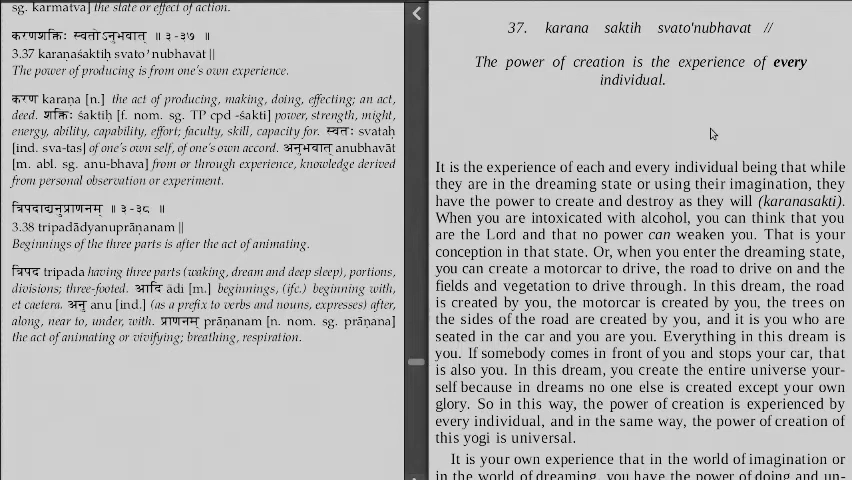 sg. karmatva] the state or effect of action.
करणशक्तिः स्वतोऽनुभवात् ॥ ३-३७ ॥
3.37 karaṇaśaktiḥ svato 'nubhavāt ||
The power of producing is from one's own experience.
करण karaṇa [n.] the act of producing, making, doing, effecting; an act,
deed. शक्तिः śaktiḥ [f. nom. sg. TP cpd -śakti] power, strength, might,
energy, ability, capability, effort; faculty, skill, capacity for. स्वतः svataḥ
[ind. sva-tas] of one's own self, of one's own accord. अनुभवात् anubhavāt
[m. abl. sg. anu-bhava] from or through experience, knowledge derived
from personal observation or experiment.
त्रिपदाद्यनुप्राणनम् ॥ ३-३८ ॥
3.38 tripadādyanuprāṇanam ||
Beginnings of the three parts is after the act of animating.
त्रिपद tripada having three parts (waking, dream and deep sleep), portions,
divisions; three-footed. आदि ādi [m.] beginnings, (ifc.) beginning with,
et caetera. अनु anu [ind.] (as a prefix to verbs and nouns, expresses) after,
along, near to, under, with. प्राणनम् prāṇanam [n. nom. sg. prāṇana]
the act of animating or vivifying; breathing, respiration.
37. karana saktih svato'nubhavat //
The power of creation is the experience of every
individual.
It is the experience of each and every individual being that while
they are in the dreaming state or using their imagination, they
have the power to create and destroy as they will (karanasakti).
When you are intoxicated with alcohol, you can think that you
are the Lord and that no power can weaken you. That is your
conception in that state. Or, when you enter the dreaming state,
you can create a motorcar to drive, the road to drive on and the
fields and vegetation to drive through. In this dream, the road
is created by you, the motorcar is created by you, the trees on
the sides of the road are created by you, and it is you who are
seated in the car and you are you. Everything in this dream is
you. If somebody comes in front of you and stops your car, that
is also you. In this dream, you create the entire universe your-
self because in dreams no one else is created except your own
glory. So in this way, the power of creation is experienced by
every individual, and in the same way, the power of creation of
this yogi is universal.
It is your own experience that in the world of imagination or
in the world of dreaming, you have the power of doing and un-